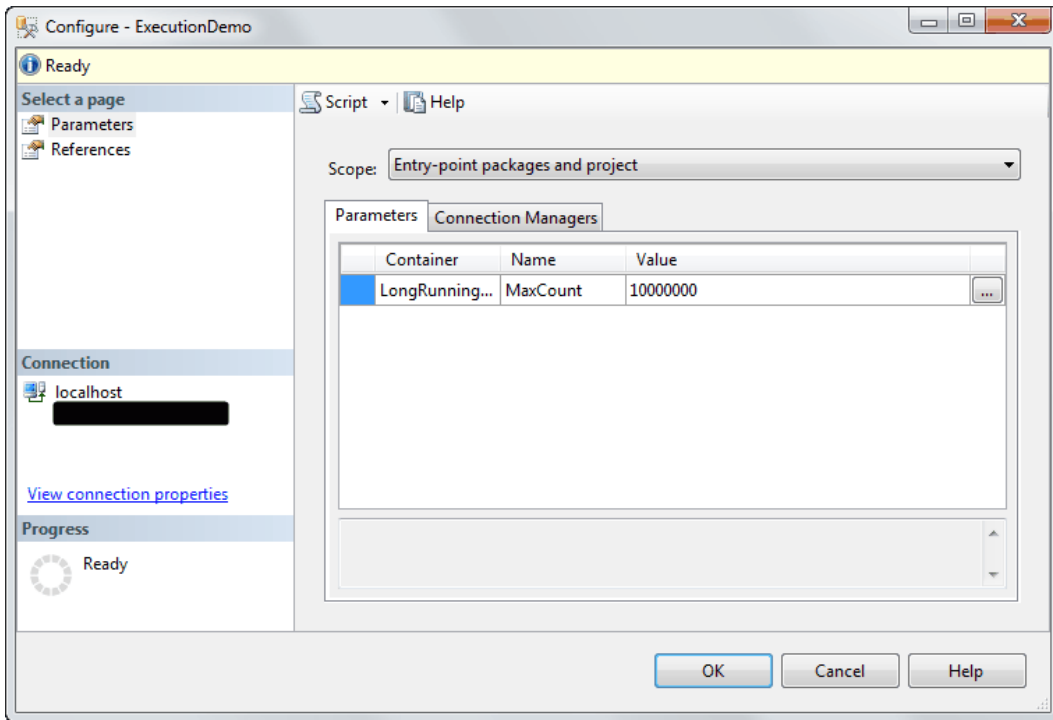 Configure - ExecutionDemo
Ready
Select a page
Parameters
References
Script Help
Scope: Entry-point packages and project
Parameters Connection Managers
Container Name Value
LongRunning... MaxCount 10000000 ...
Connection
localhost
View connection properties
Progress
Ready
OK Cancel Help